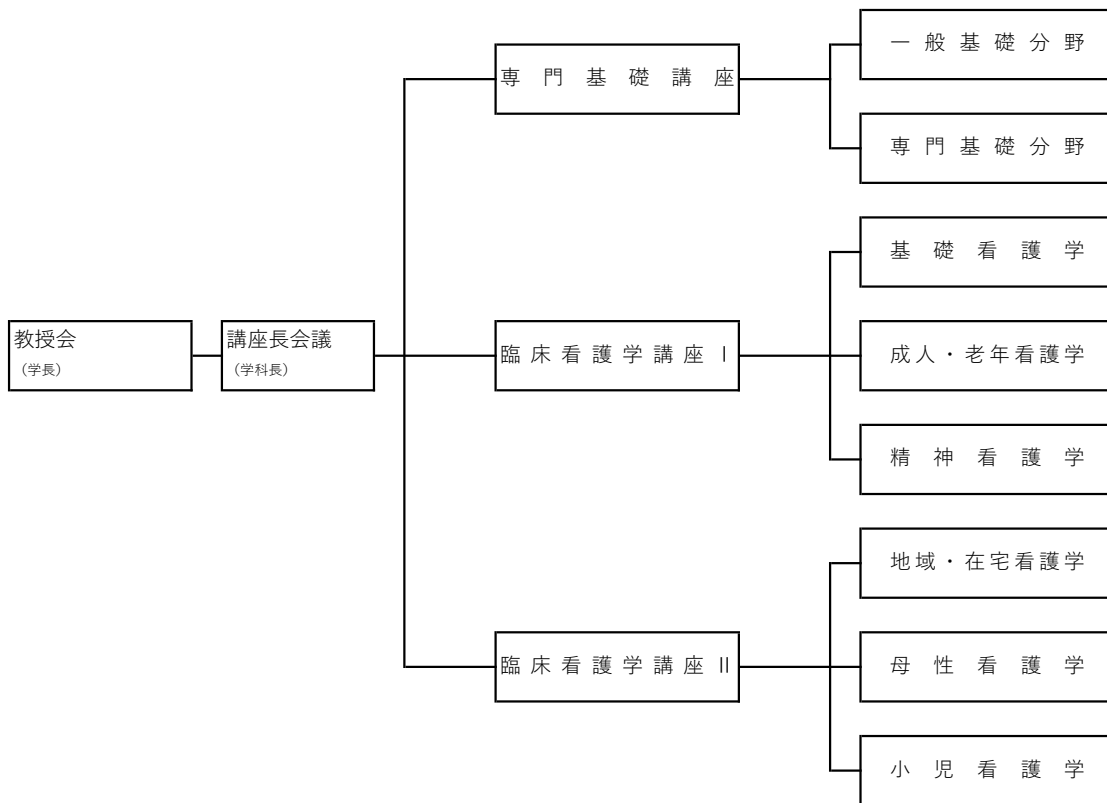 教授会
（学長）
講座長会議
（学科長）
専門基礎講座
臨床看護学講座Ⅰ
臨床看護学講座Ⅱ
一般基礎分野
専門基礎分野
基礎看護学
成人・老年看護学
精神看護学
地域・在宅看護学
母性看護学
小児看護学